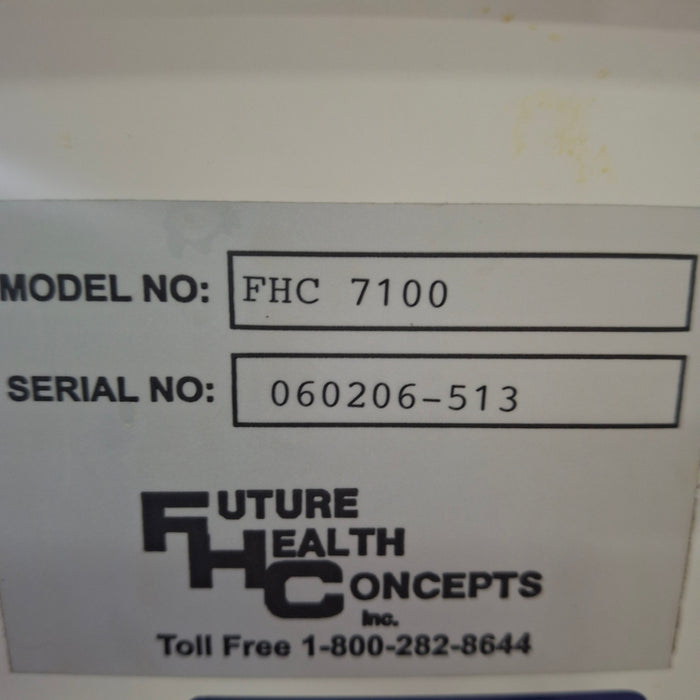 MODEL NO: FHC 7100
SERIAL NO: 060206-513
FUTURE
HEALTH
CONCEPTS
Inc.
Toll Free 1-800-282-8644